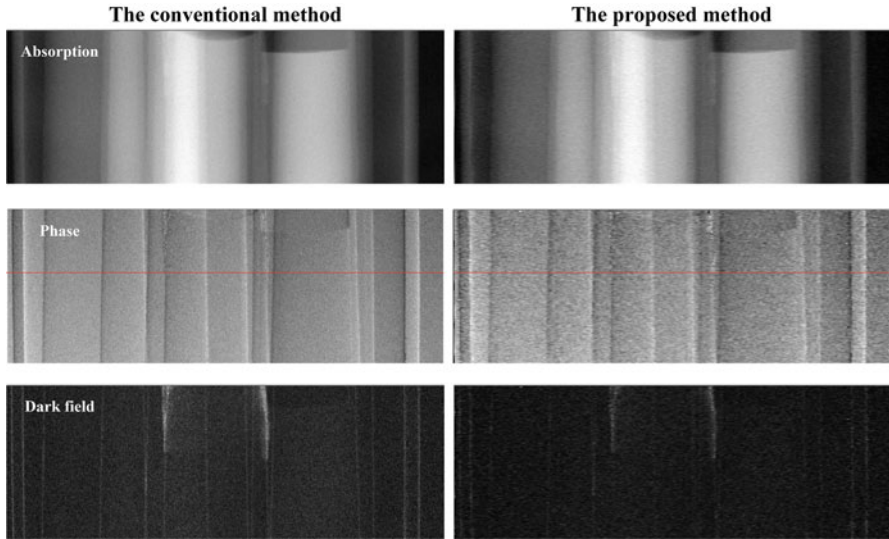 The conventional method
The proposed method
Absorption
Phase
Dark field